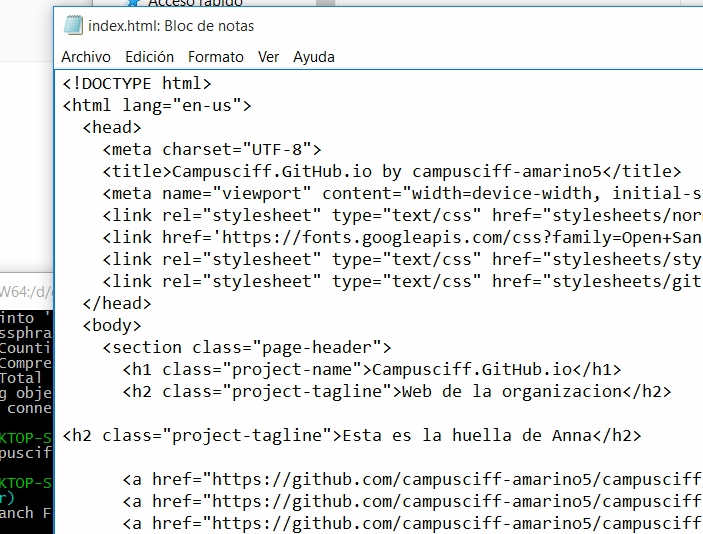 Acceso rápido
index.html: Bloc de notas
Archivo Edición Formato Ver Ayuda
<!DOCTYPE html>
<html lang="en-us">
<head>
<meta charset="UTF-8">
<title>Campusciff.GitHub.io by campusciff-amarino5</title>
<meta name="viewport" content="width=device-width, initial-s
<link rel="stylesheet" type="text/css" href="stylesheets/nor
<link href='https://fonts.googleapis.com/css?family=Open+San
<link rel="stylesheet" type="text/css" href="stylesheets/sty
<link rel="stylesheet" type="text/css" href="stylesheets/git
</head>
<body>
<section class="page-header">
<h1 class="project-name">Campusciff.GitHub.io</h1>
<h2 class="project-tagline">Web de la organizacion</h2>
<h2 class="project-tagline">Esta es la huella de Anna</h2>
<a href="https://github.com/campusciff-amarino5/campusciff
<a href="https://github.com/campusciff-amarino5/campusciff
<a href="https://github.com/campusciff-amarino5/campusciff
W64:/d/
into '
ssphra
Counti
Compre
Total
g obje
conne
KTOP-S
puscif
KTOP-S
r)
anch F